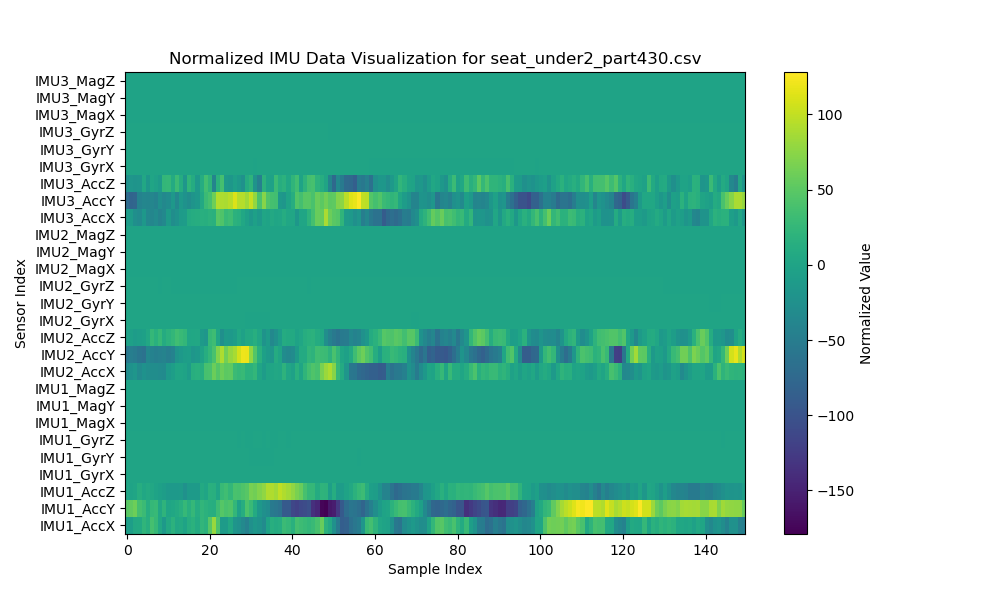 Normalized IMU Data Visualization for seat_under2_part430.csv
IMU3_MagZ
IMU3_MagY
IMU3_MagX
IMU3_GyrZ
IMU3_GyrY
IMU3_GyrX
IMU3_AccZ
IMU3_AccY
IMU3_AccX
IMU2_MagZ
IMU2_MagY
IMU2_MagX
IMU2_GyrZ
IMU2_GyrY
IMU2_GyrX
IMU2_AccZ
IMU2_AccY
IMU2_AccX
IMU1_MagZ
IMU1_MagY
IMU1_MagX
IMU1_GyrZ
IMU1_GyrY
IMU1_GyrX
IMU1_AccZ
IMU1_AccY
IMU1_AccX
Sensor Index
0 20 40 60 80 100 120 140
Sample Index
100
50
0
−50
−100
−150
Normalized Value